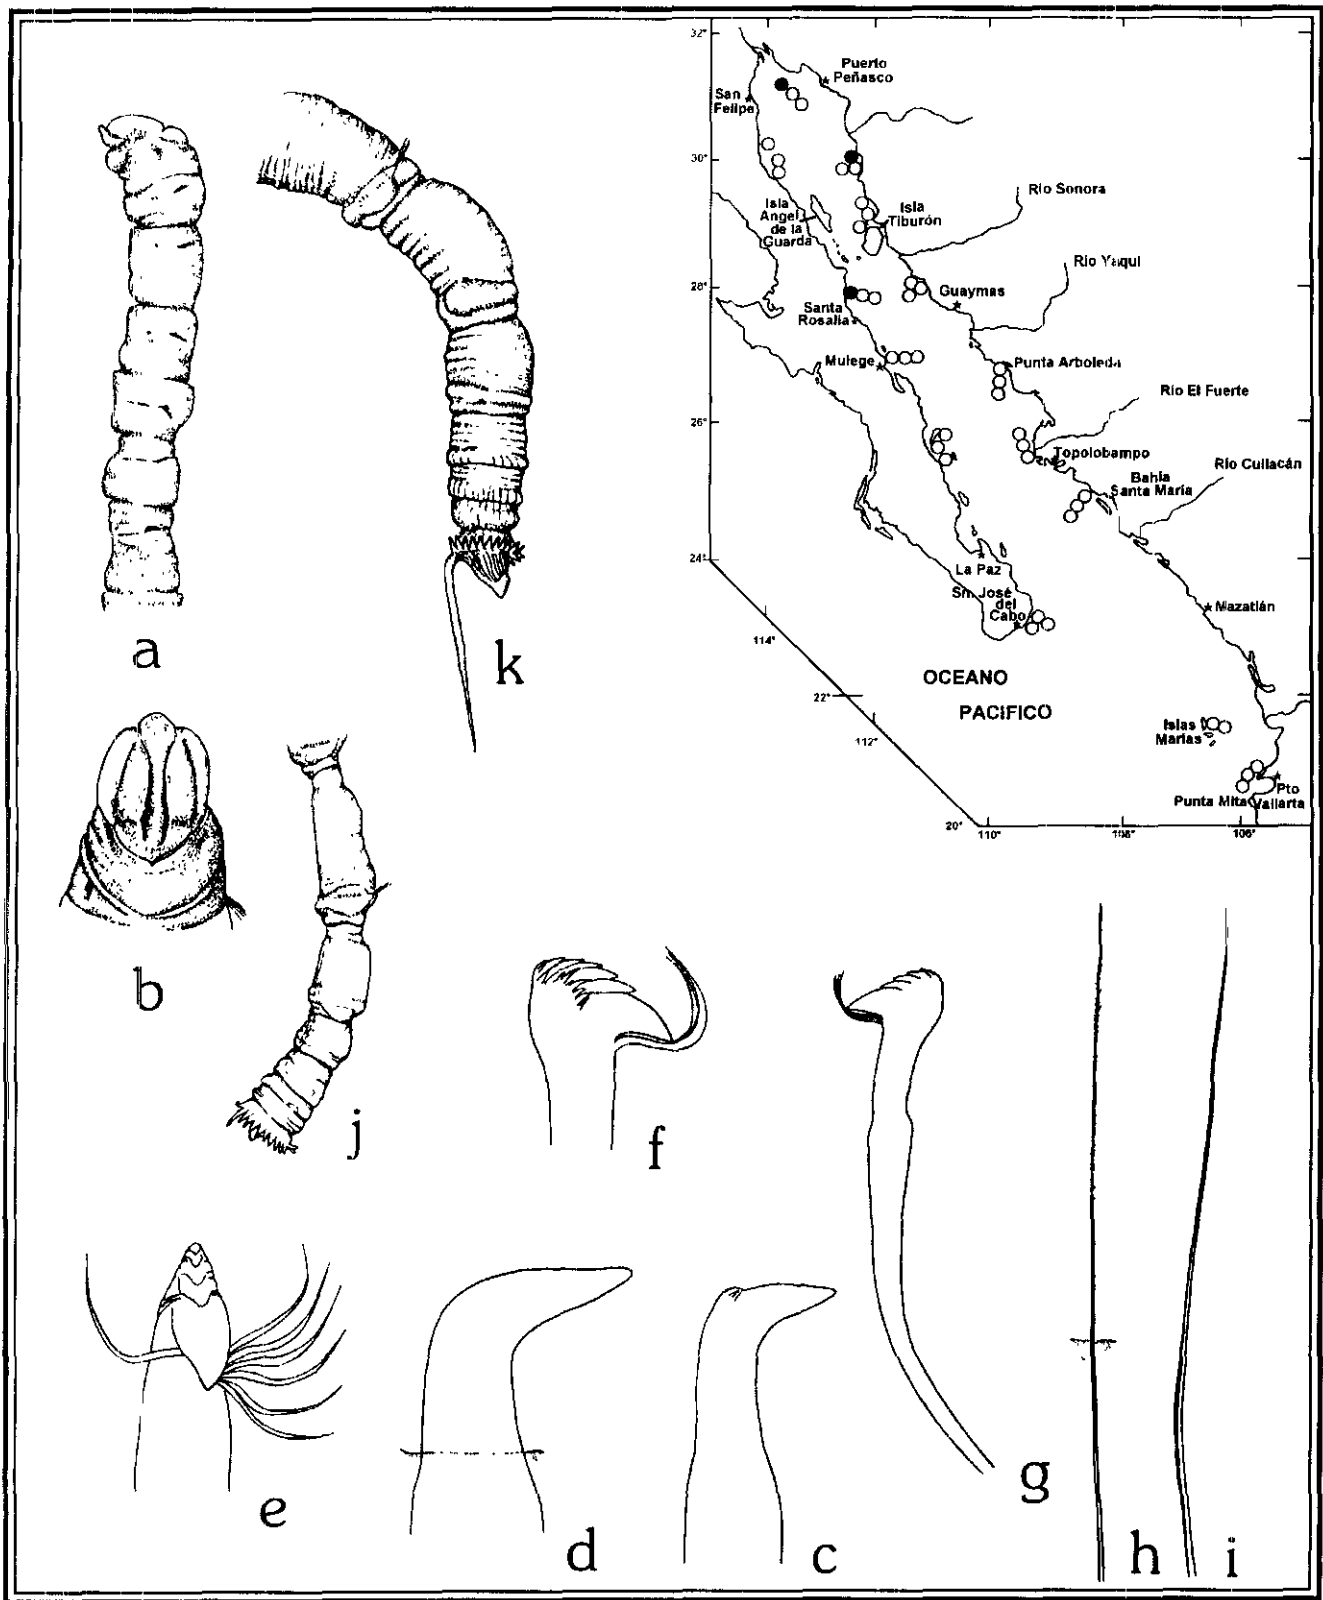 32°
Puerto
Peñasco
San
Felipe
30°
Isla
Angel
de la
Guarda
Isla
Tiburón
Río Sonora
Río Yaqui
28°
Guaymas
Santa
Rosalia
Mulege
Punta Arboleda
Río El Fuerte
26°
Topolobampo
Bahía
Santa María
Río Culiacán
24°
La Paz
Sn. José
del
Cabo
Mazatlán
114°
OCEANO
PACIFICO
22°
112°
Islas
Marías
Pto
Vallarta
Punta Mita
20°
110°
108°
106°
a
k
b
j
f
g
e
d
c
h
i